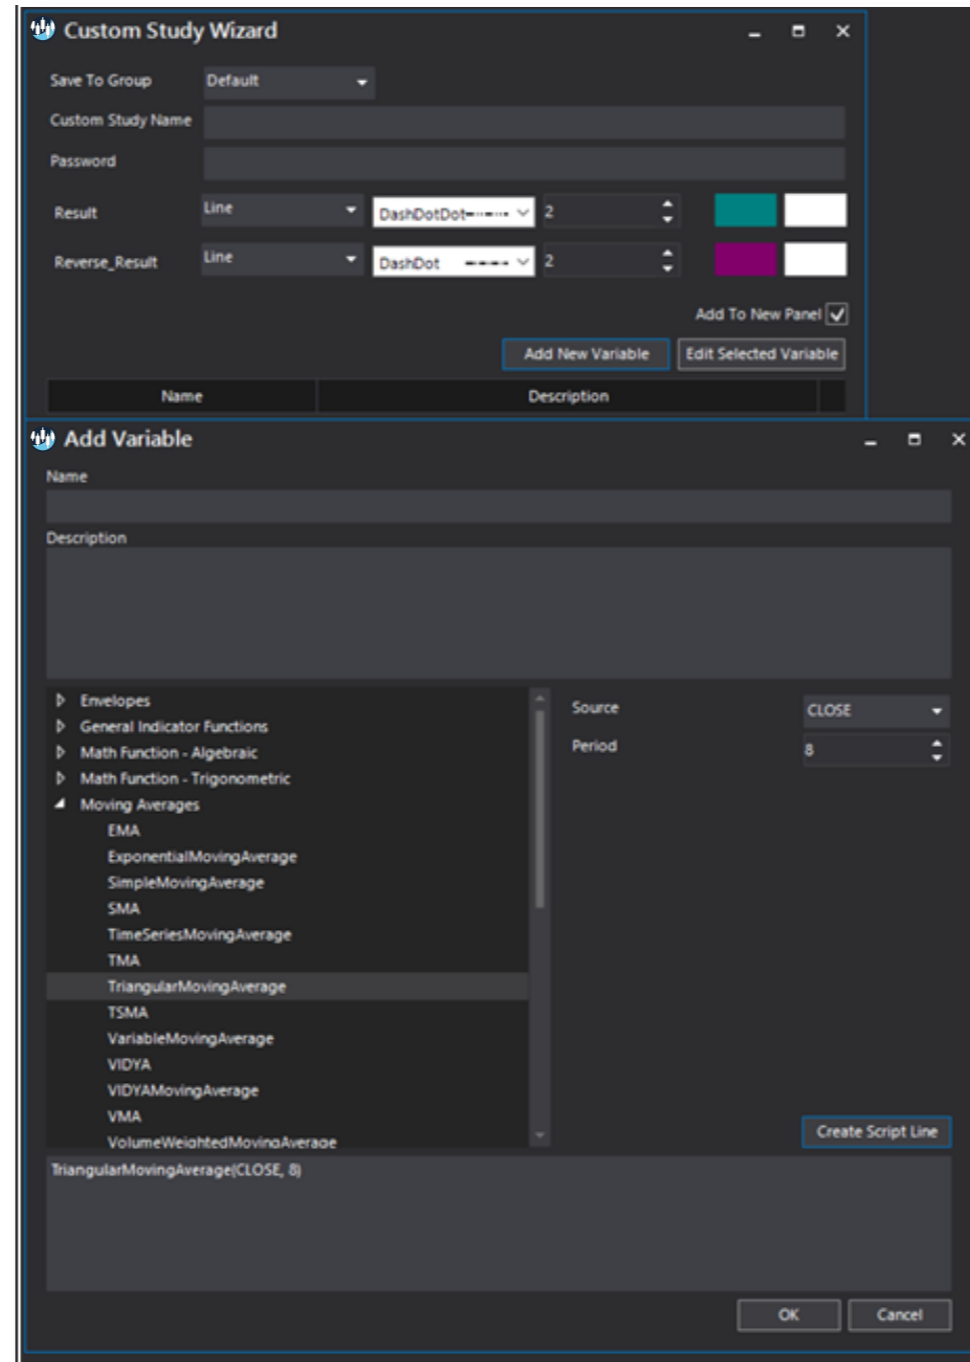 Custom Study Wizard
Save To Group Default
Custom Study Name
Password
Result Line DashDotDot 2
Reverse_Result Line DashDot 2
Add To New Panel
Add New Variable Edit Selected Variable
Name Description
Add Variable
Name
Description
Envelopes
General Indicator Functions
Math Function - Algebraic
Math Function - Trigonometric
Moving Averages
EMA
ExponentialMovingAverage
SimpleMovingAverage
SMA
TimeSeriesMovingAverage
TMA
TriangularMovingAverage
TSMA
VariableMovingAverage
VIDYA
VIDYAMovingAverage
VMA
VolumeWeightedMovingAverage
Source CLOSE
Period 8
Create Script Line
TriangularMovingAverage(CLOSE, 8)
OK Cancel